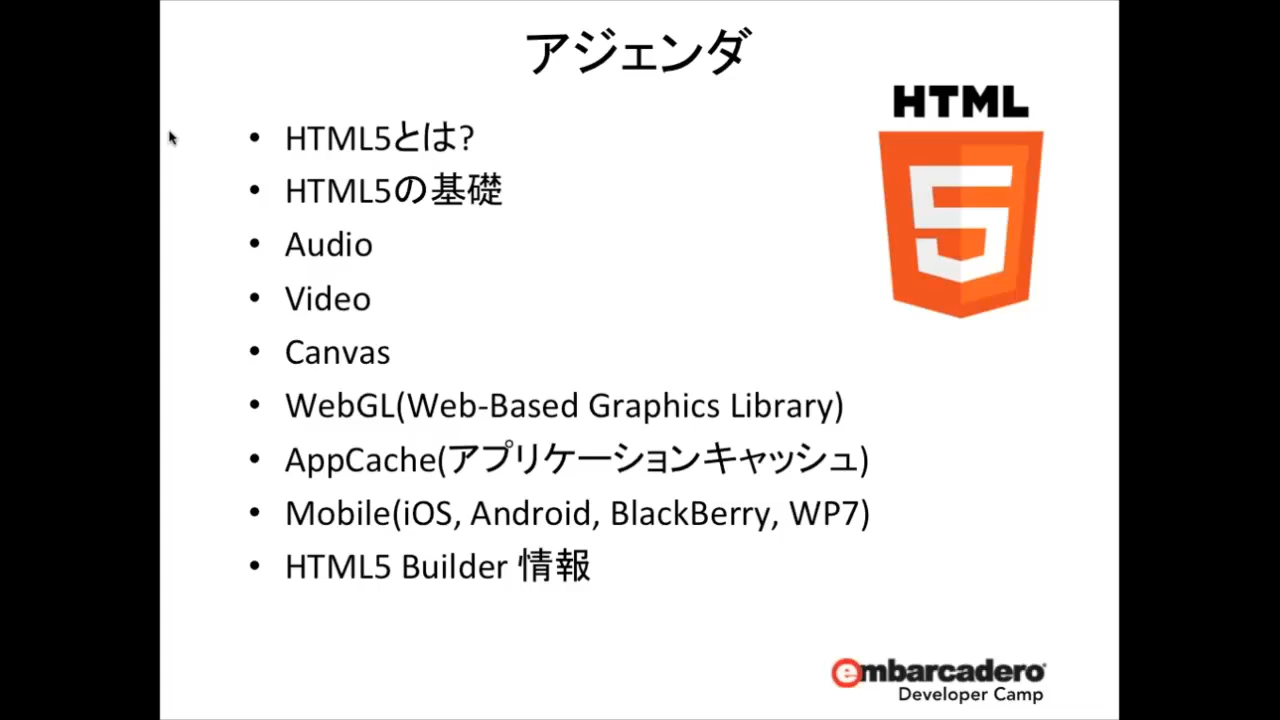 アジェンダ
HTML
5
• HTML5とは?
• HTML5の基礎
• Audio
• Video
• Canvas
• WebGL(Web-Based Graphics Library)
• AppCache(アプリケーションキャッシュ)
• Mobile(iOS, Android, BlackBerry, WP7)
• HTML5 Builder 情報
embarcadero
Developer Camp